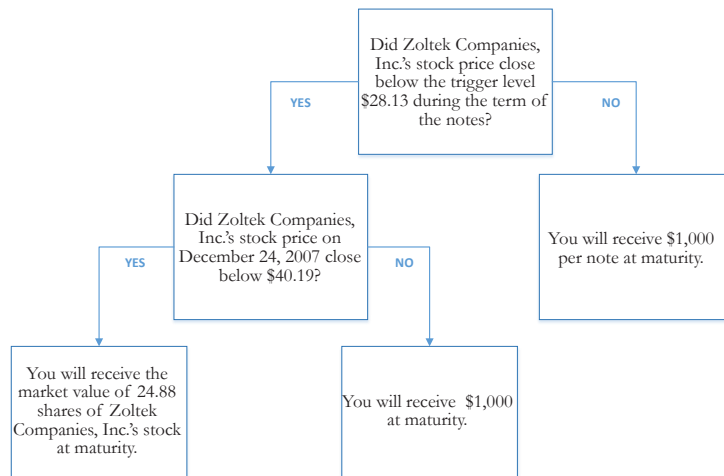 Did Zoltek Companies,
Inc.'s stock price close
below the trigger level
$28.13 during the term of
the notes?
YES
NO
Did Zoltek Companies,
Inc.'s stock price on
December 24, 2007 close
below $40.19?
You will receive $1,000
per note at maturity.
YES
NO
You will receive the
market value of 24.88
shares of Zoltek
Companies, Inc.'s stock
at maturity.
You will receive $1,000
at maturity.